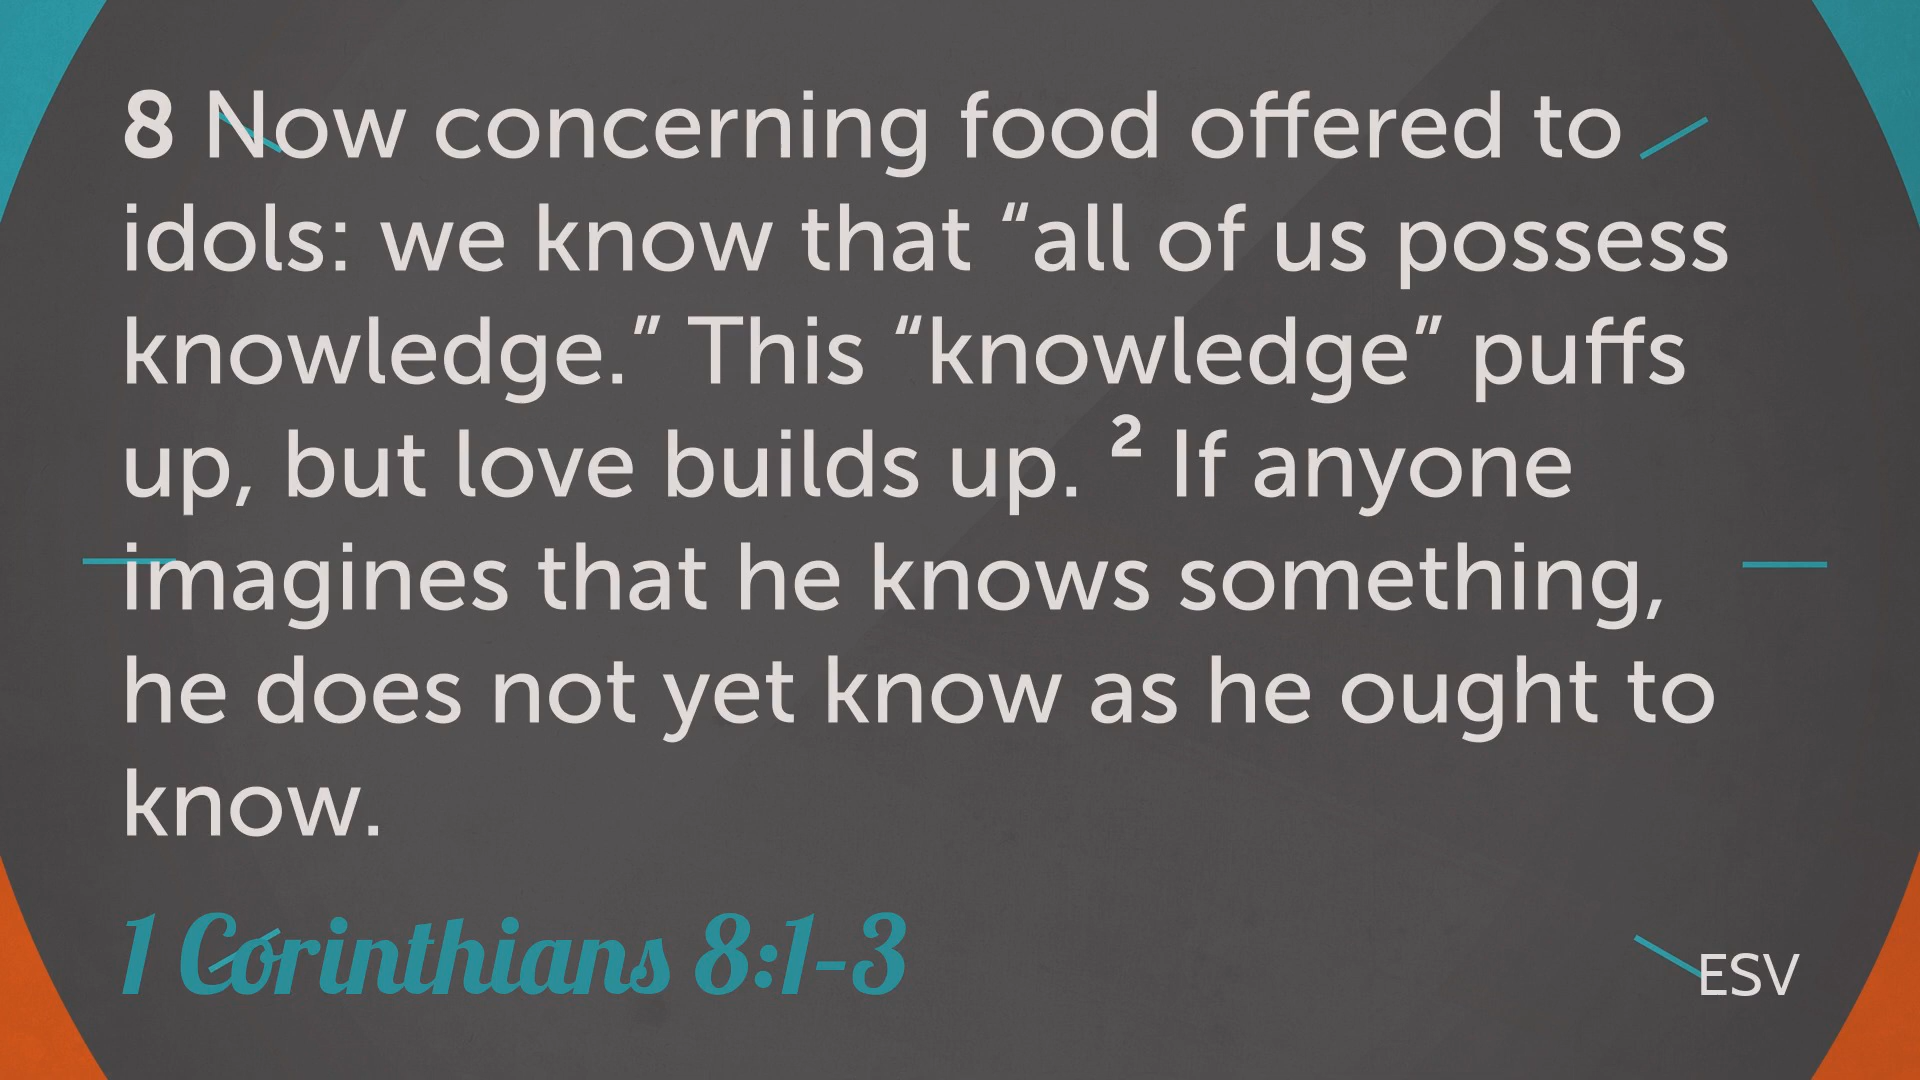 8 Now concerning food offered to
idols: we know that “all of us possess
knowledge.” This “knowledge” puffs
up, but love builds up. ² If anyone
imagines that he knows something,
he does not yet know as he ought to
know.
1 Corinthians 8:1-3
ESV